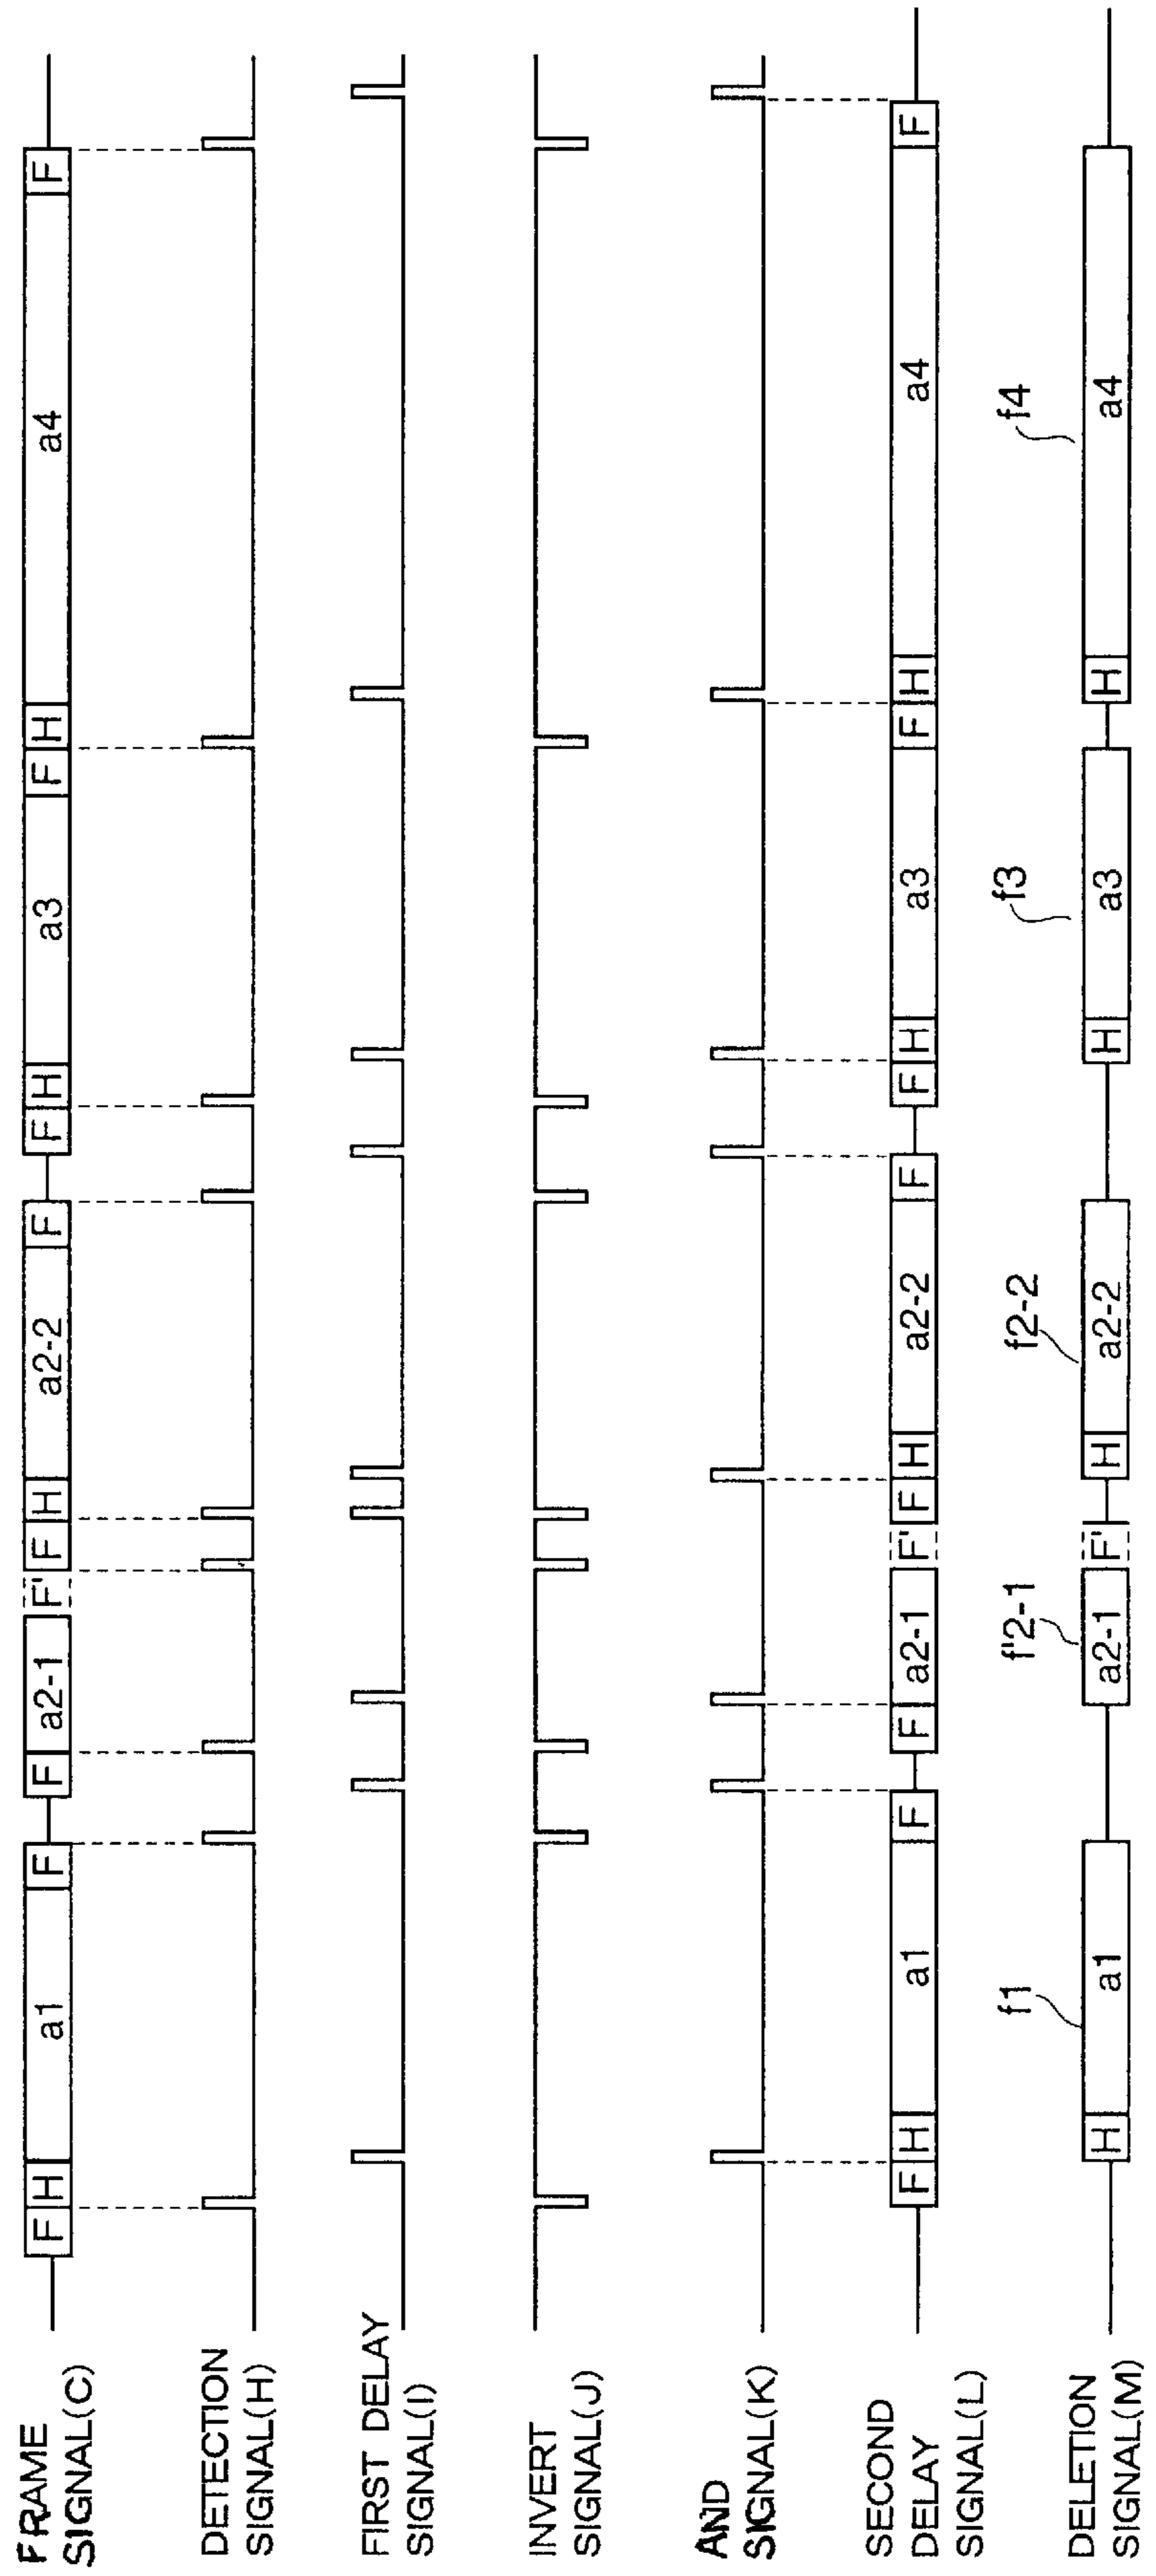 FRAME
SIGNAL(C)
F H a1 F F a2-1 F' F H a2-2 F F H a3 F H a4 F
DETECTION
SIGNAL(H)
FIRST DELAY
SIGNAL(I)
INVERT
SIGNAL(J)
AND
SIGNAL(K)
SECOND
DELAY
SIGNAL(L)
F H a1 F F a2-1 F' F H a2-2 F F H a3 F H a4 F
f1 f'2-1 f2-2 f3 f4
DELETION
SIGNAL(M)
H a1 a2-1 F' H a2-2 H a3 H a4